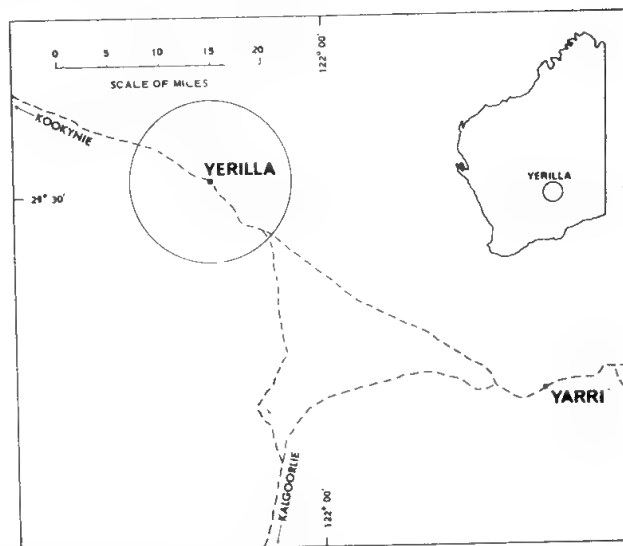 0 5 10 15 20
SCALE OF MILES
122° 00'
KOOKYNIE
YERILLA
29° 30'
YERILLA
YARRI
KALGOORLIE
122° 00'